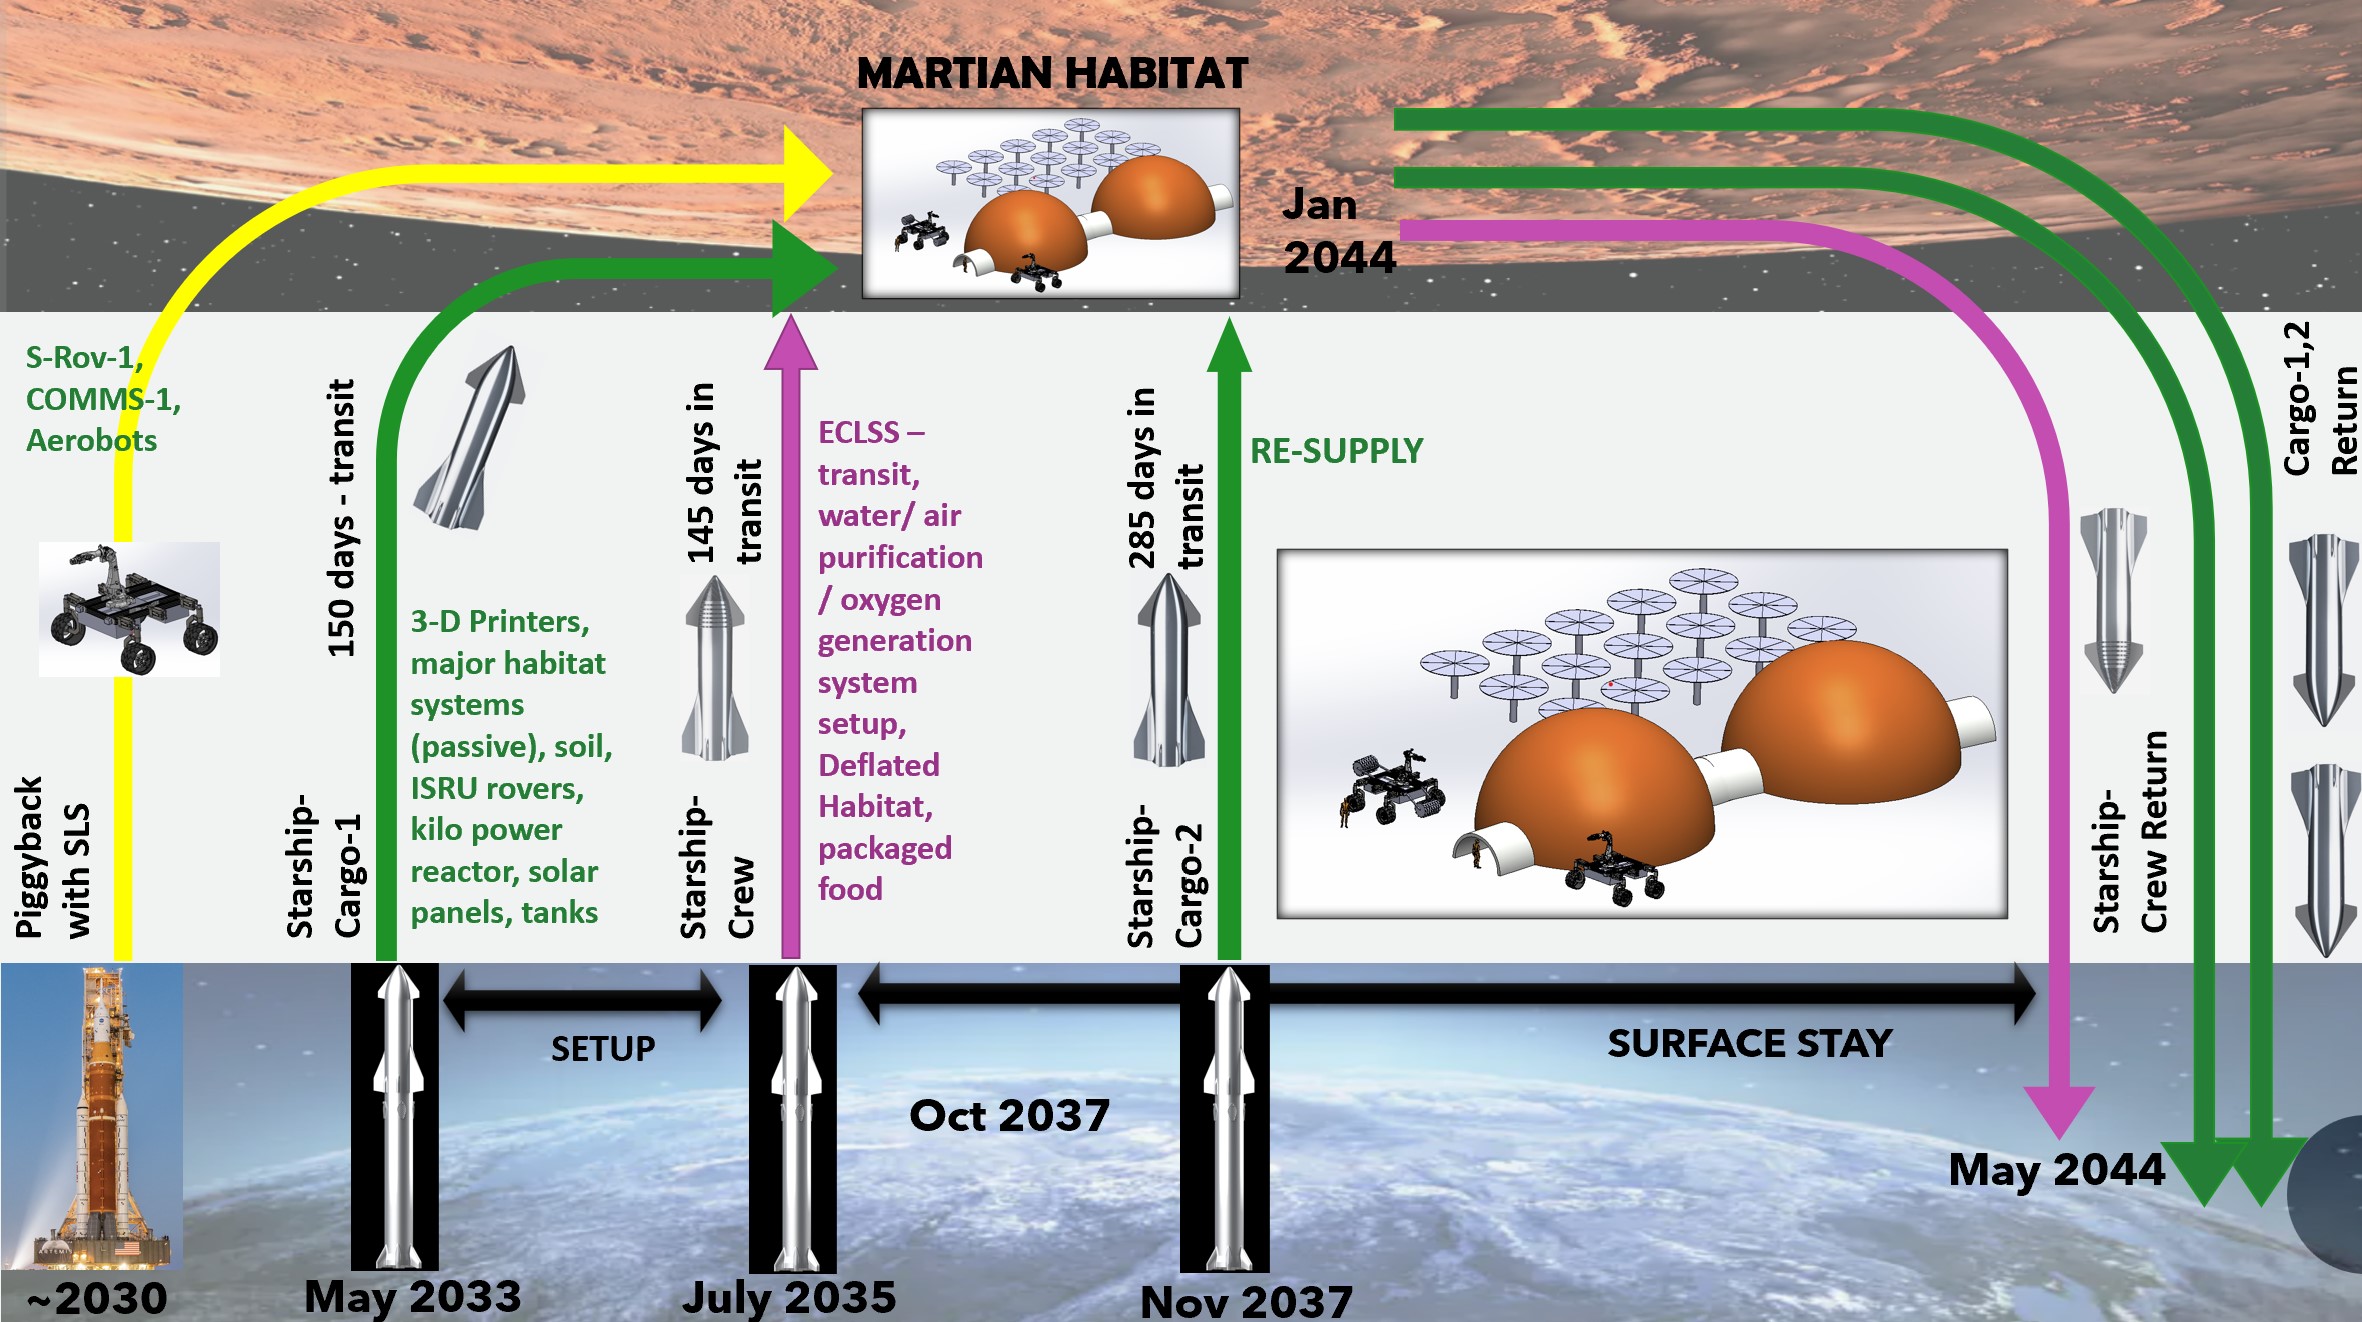 MARTIAN HABITAT
Jan
2044
S-Rov-1,
COMMS-1,
Aerobots
Piggyback
with SLS
150 days - transit
Starship-
Cargo-1
3-D Printers,
major habitat
systems
(passive), soil,
ISRU rovers,
kilo power
reactor, solar
panels, tanks
145 days in
transit
Starship-
Crew
ECLSS –
transit,
water/ air
purification
/ oxygen
generation
system
setup,
Deflated
Habitat,
packaged
food
285 days in
transit
Starship-
Cargo-2
RE-SUPPLY
Starship-
Crew Return
Cargo-1,2
Return
SETUP
SURFACE STAY
Oct 2037
May 2044
ARTEMIS
~2030
May 2033
July 2035
Nov 2037